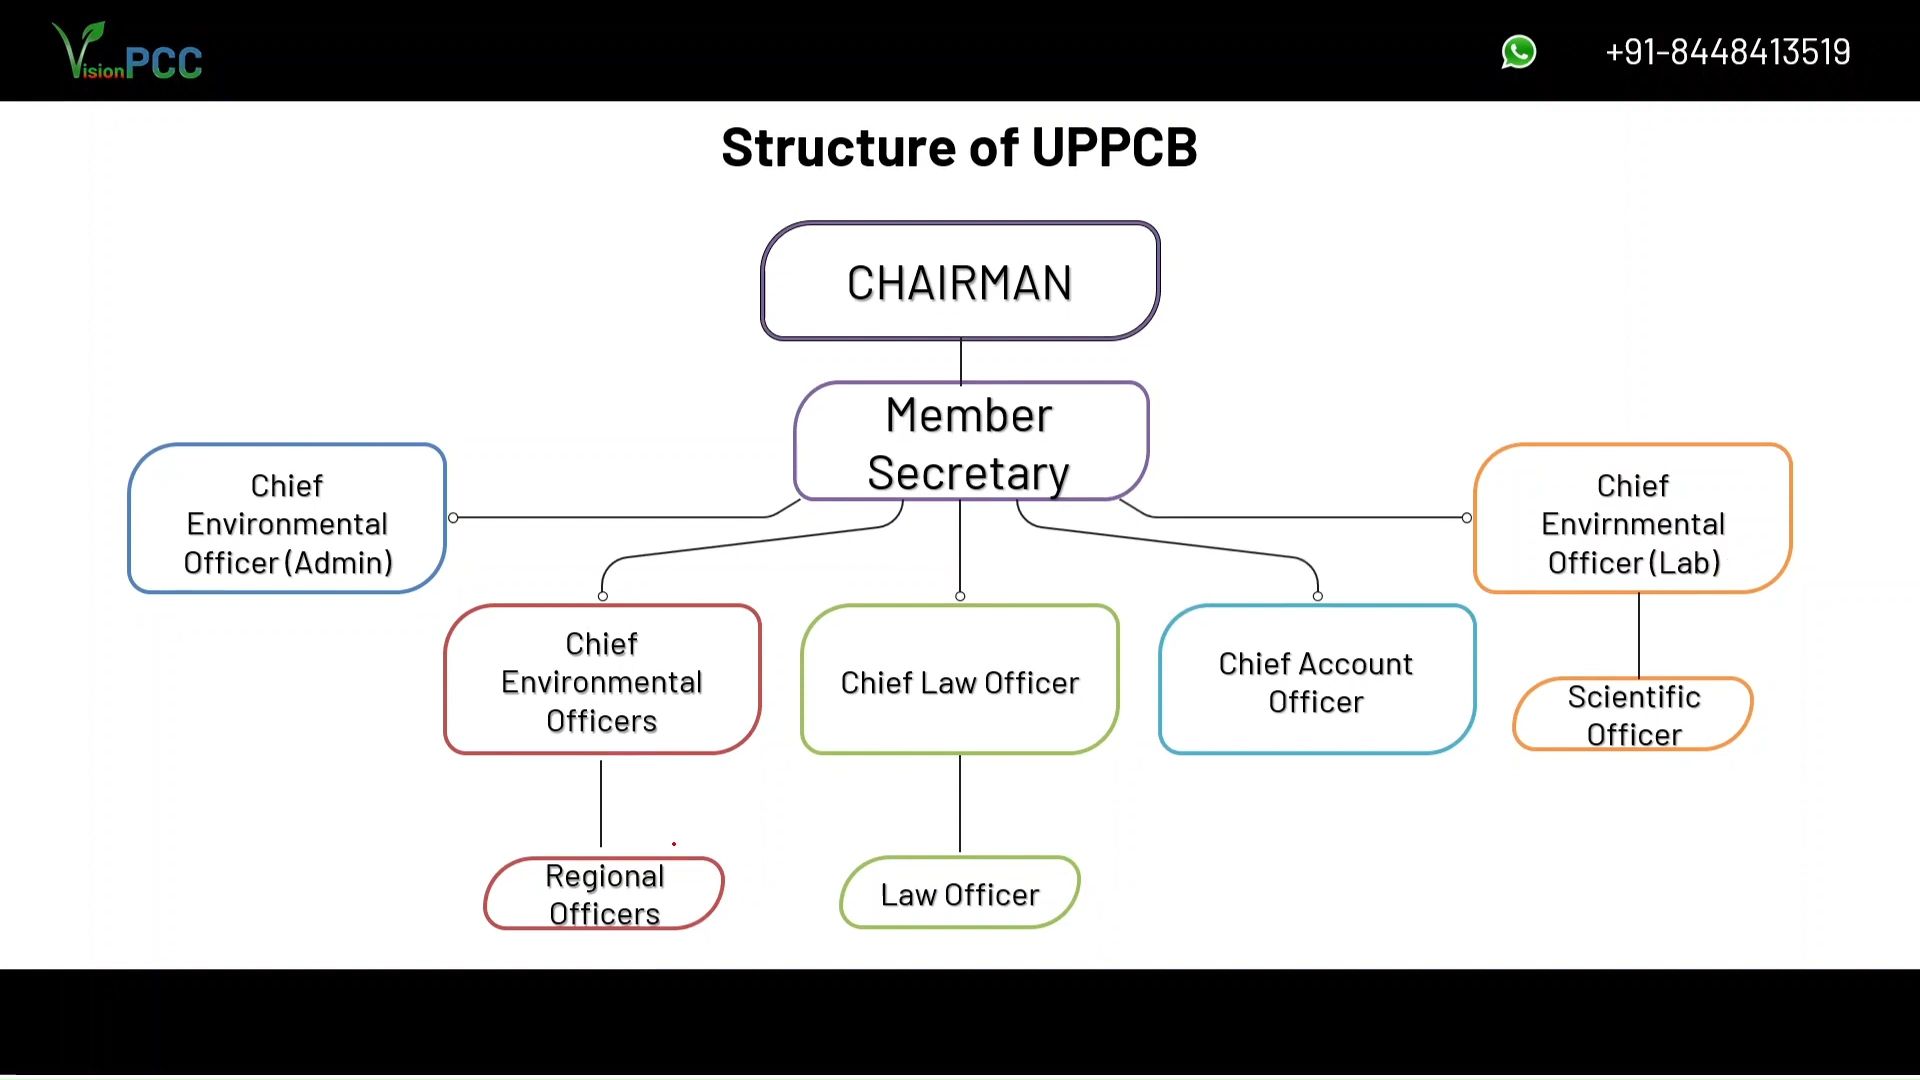 VisionPCC
+91-8448413519
Structure of UPPCB
CHAIRMAN
Member
Secretary
Chief
Environmental
Officer (Admin)
Chief
Envirnmental
Officer (Lab)
Chief
Environmental
Officers
Chief Law Officer
Chief Account
Officer
Scientific
Officer
Regional
Officers
Law Officer